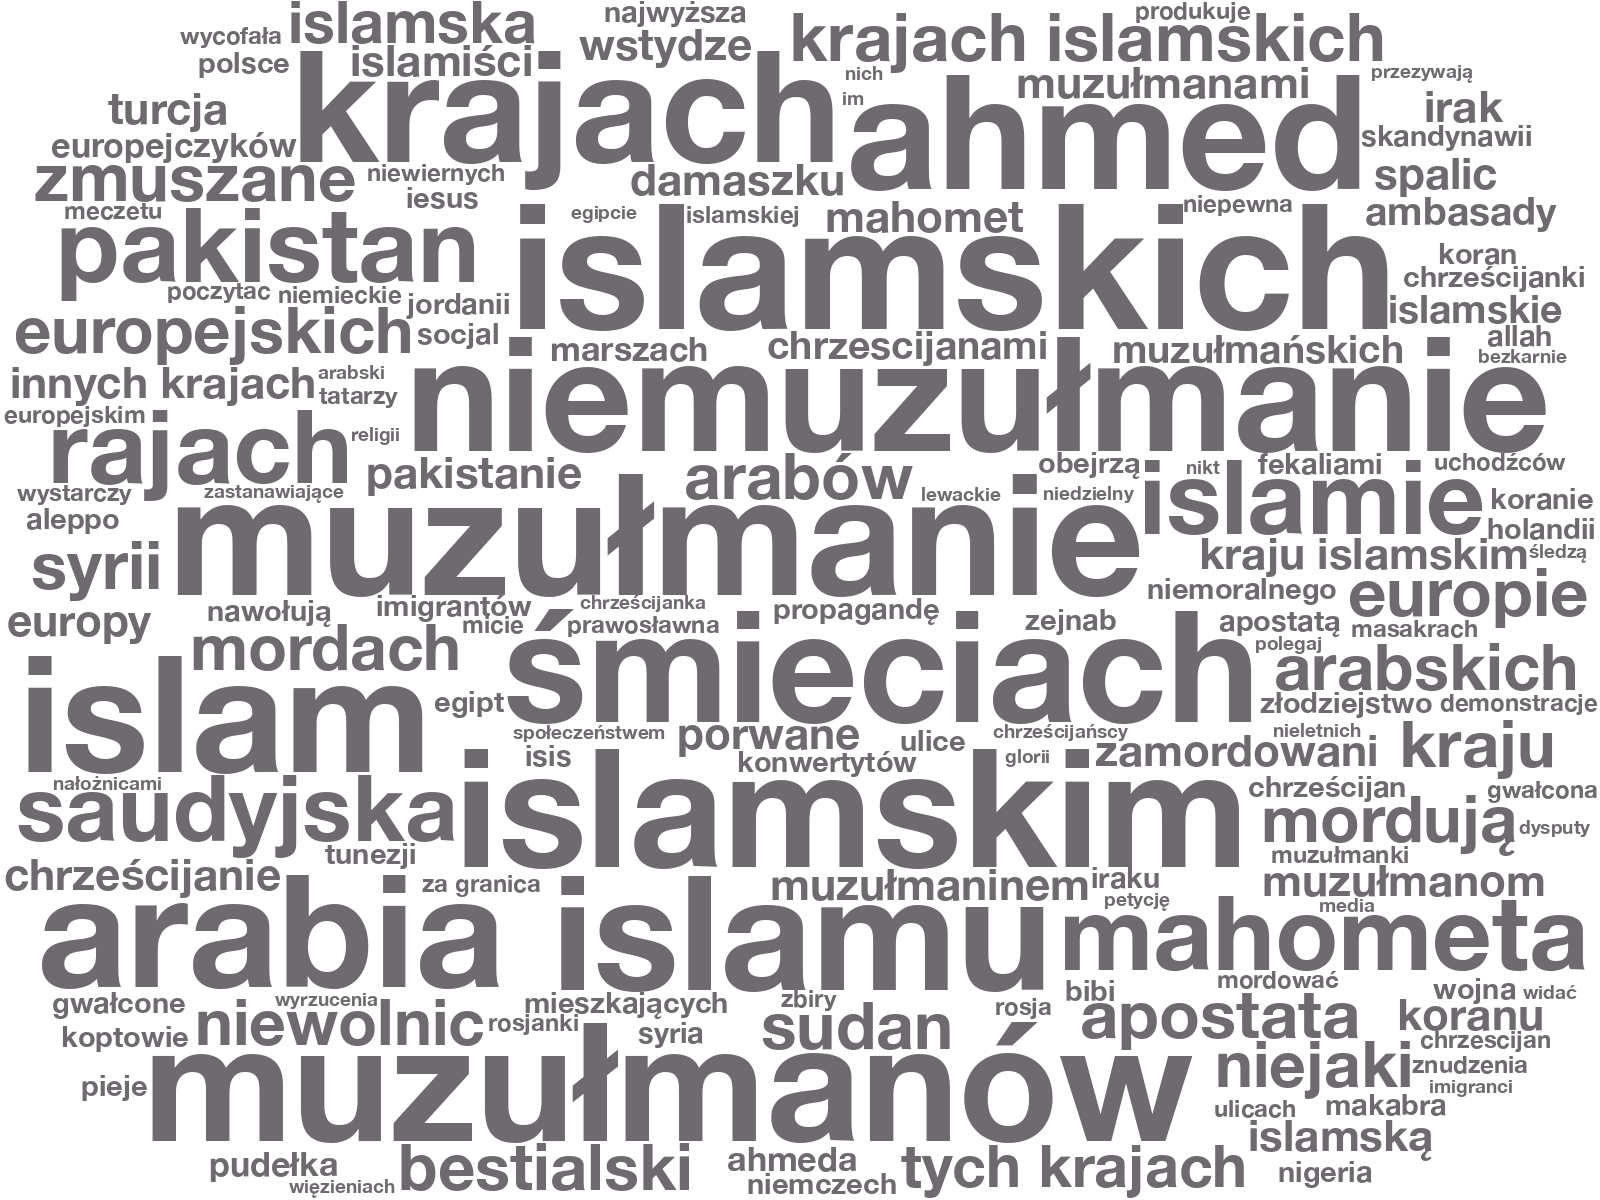 islamska
najwyższa
produkuje
wycofała
wstydze
krajach islamskich
polsce
islamiści
nich
przezywają
krajach
im
muzułmanami
ahmed
turcja
irak
europejczyków
skandynawii
zmuszane
niewiernych
damaszku
spalic
iesus
meczetu
egipcie
islamskiej
mahomet
niepewna
ambasady
pakistan
islamskich
koran
chrześcijanki
poczytac
niemieckie
jordanii
islamskie
europejskich
socjal
allah
marszach
chrzescijanami
muzułmańskich
bezkarnie
innych krajach
arabski
tatarzy
niemuzułmanie
europejskim
rajach
religii
pakistanie
arabów
obejrzą
nikt
fekaliami
uchodźców
wystarczy
zastanawiające
lewackie
niedzielny
islamie
koranie
aleppo
muzułmanie
holandii
syrii
kraju islamskim
śledzą
niemoralnego
europie
europy
nawołują
imigrantów
chrześcijanka
propagandę
zejnab
apostatą
masakrach
micie
prawosławna
mordach
śmieciach
polegaj
arabskich
islam
egipt
złodziejstwo
demonstracje
społeczeństwem
porwane
ulice
chrześcijańscy
nieletnich
isis
konwertytów
glorii
zamordowani
kraju
nałożnicami
saudyjska
islamskim
chrześcijan
gwałcona
mordują
dysputy
tunezji
muzułmanki
chrześcijanie
za granica
muzułmaninem
iraku
muzułmanom
petycję
media
arabia
islamu
mahometa
mordować
gwałcone
wyrzucenia
mieszkających
zbiry
rosja
bibi
wojna
widać
koptowie
niewolnic
rosjanki
syria
sudan
apostata
koranu
chrzescijan
pieje
muzułmanów
niejaki
znudzenia
imigranci
ulicach
makabra
islamską
pudełka
bestialski
ahmeda
tych krajach
więzieniach
niemczech
nigeria